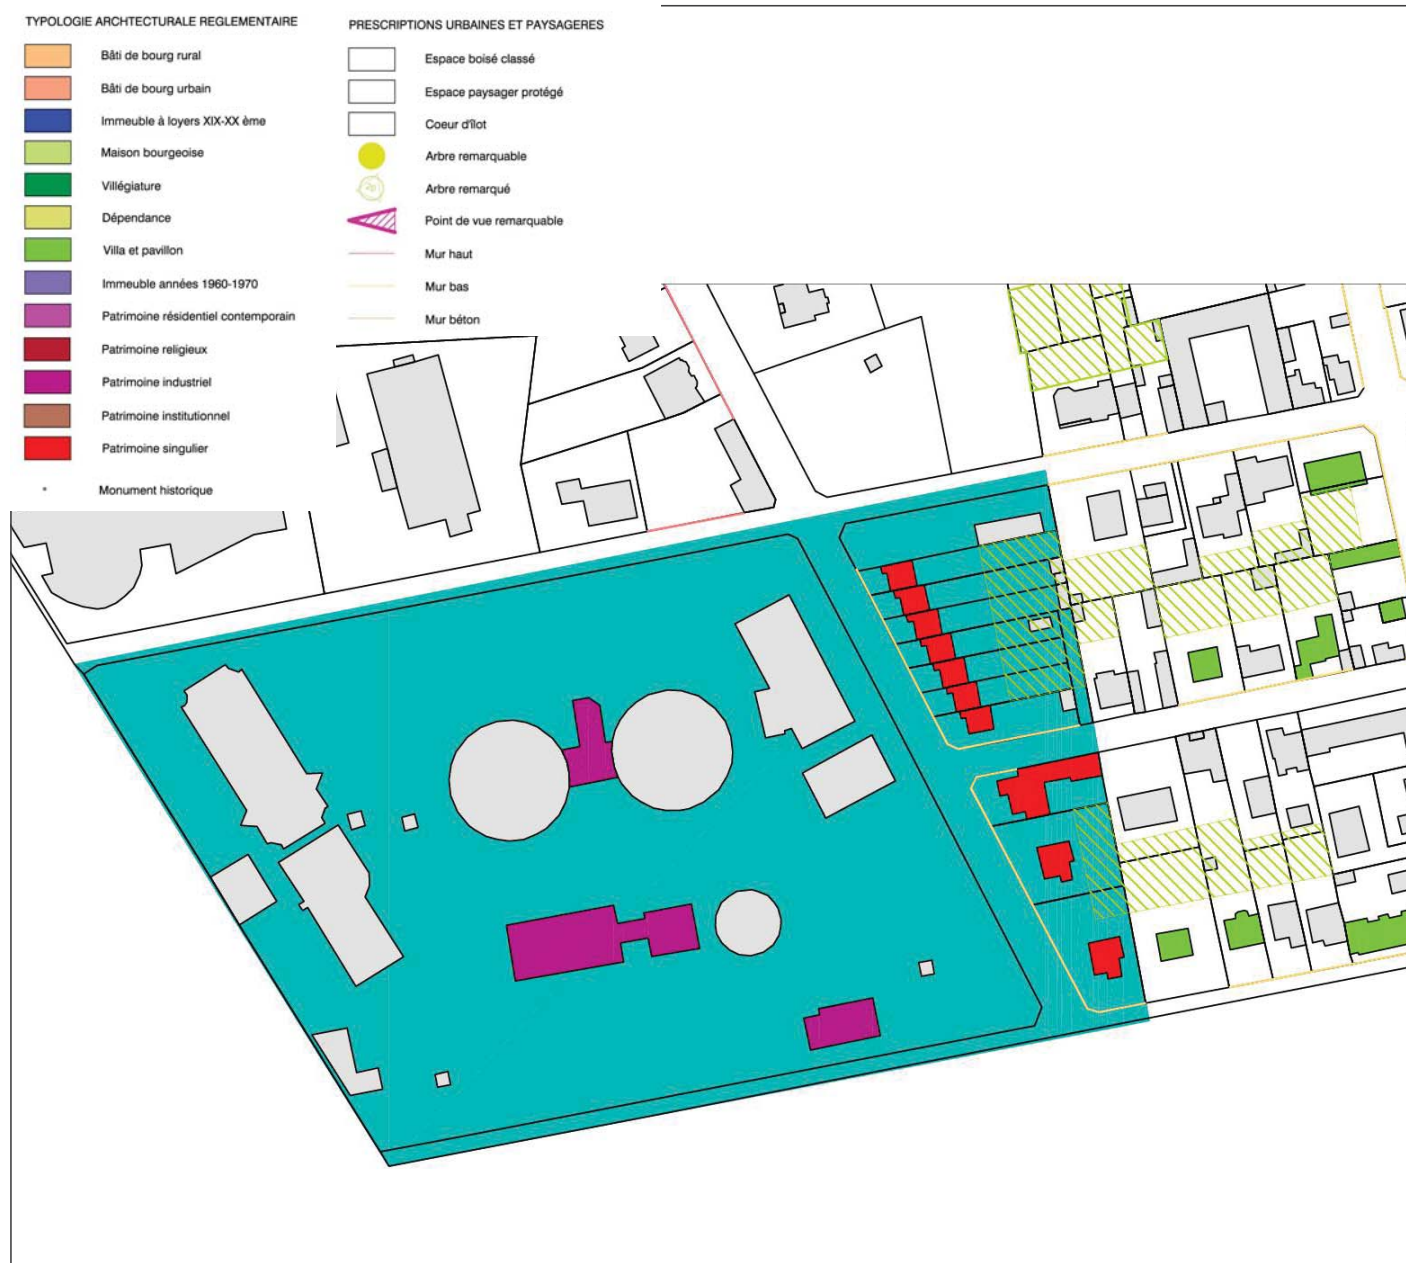 TYPOLOGIE ARCHTECTURALE REGLEMENTAIRE
Bâti de bourg rural
Bâti de bourg urbain
Immeuble à loyers XIX-XX ème
Maison bourgeoise
Villégiature
Dépendance
Villa et pavillon
Immeuble années 1960-1970
Patrimoine résidentiel contemporain
Patrimoine religieux
Patrimoine industriel
Patrimoine institutionnel
Patrimoine singulier
Monument historique
PRESCRIPTIONS URBAINES ET PAYSAGERES
Espace boisé classé
Espace paysager protégé
Coeur d'îlot
Arbre remarquable
Arbre remarqué
Point de vue remarquable
Mur haut
Mur bas
Mur béton